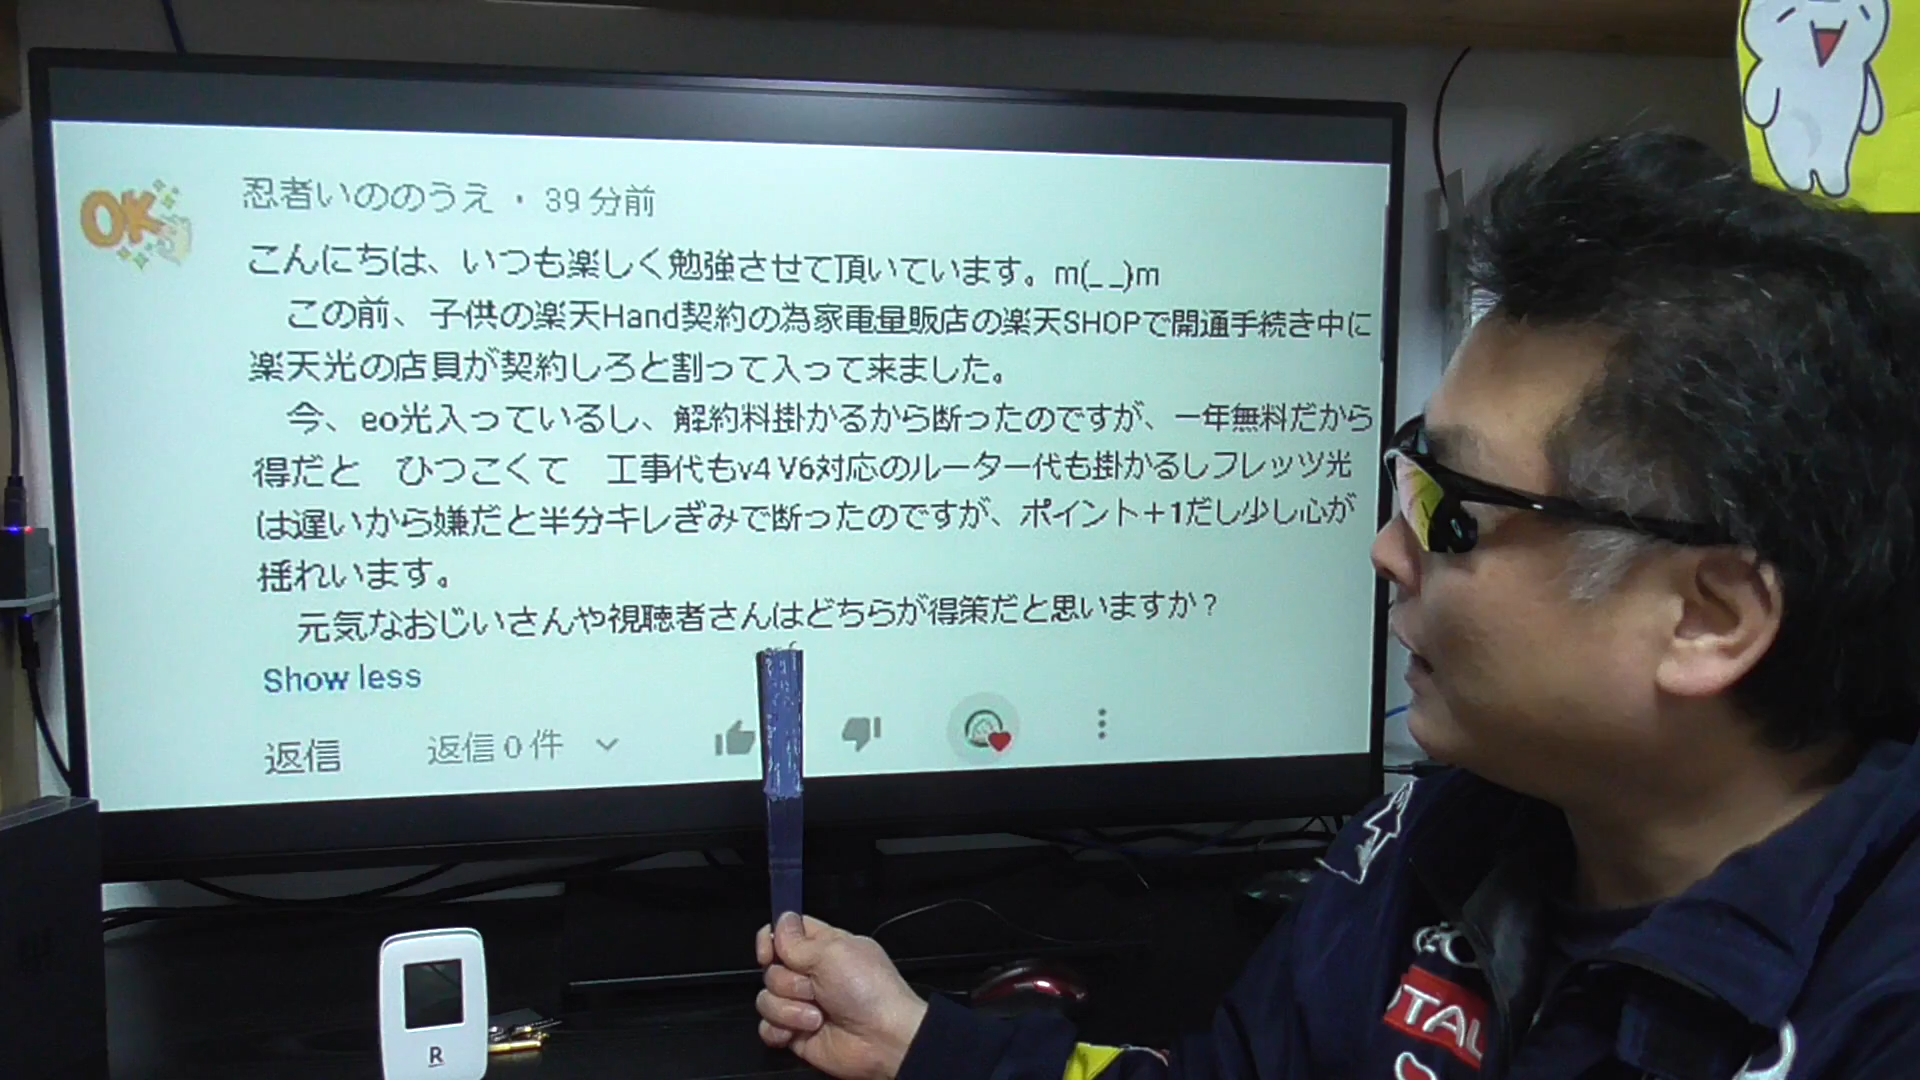 OK
忍者いののうえ・39 分前
こんにちは、いつも楽しく勉強させて頂いています。m(_ _)m
この前、子供の楽天Hand契約の為家電量販店の楽天SHOPで開通手続き中に
楽天光の店員が契約しろと割って入って来ました。
今、eo光入っているし、解約料掛かるから断ったのですが、一年無料だから
得だと　ひつこくて　工事代もv4 V6対応のルーター代も掛かるしフレッツ光
は遅いから嫌だと半分キレぎみで断ったのですが、ポイント＋1だし少し心が
揺れいます。
元気なおじいさんや視聴者さんはどちらが得策だと思いますか？
Show less
返信 返信 0 件
R
OTAL